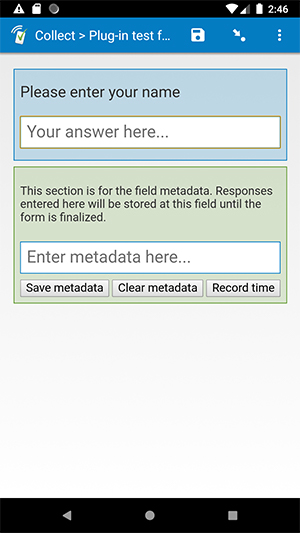 2:46
Collect > Plug-in test f...
Please enter your name
Your answer here...
This section is for the field metadata. Responses
entered here will be stored at this field until the
form is finalized.
Enter metadata here...
Save metadata Clear metadata Record time